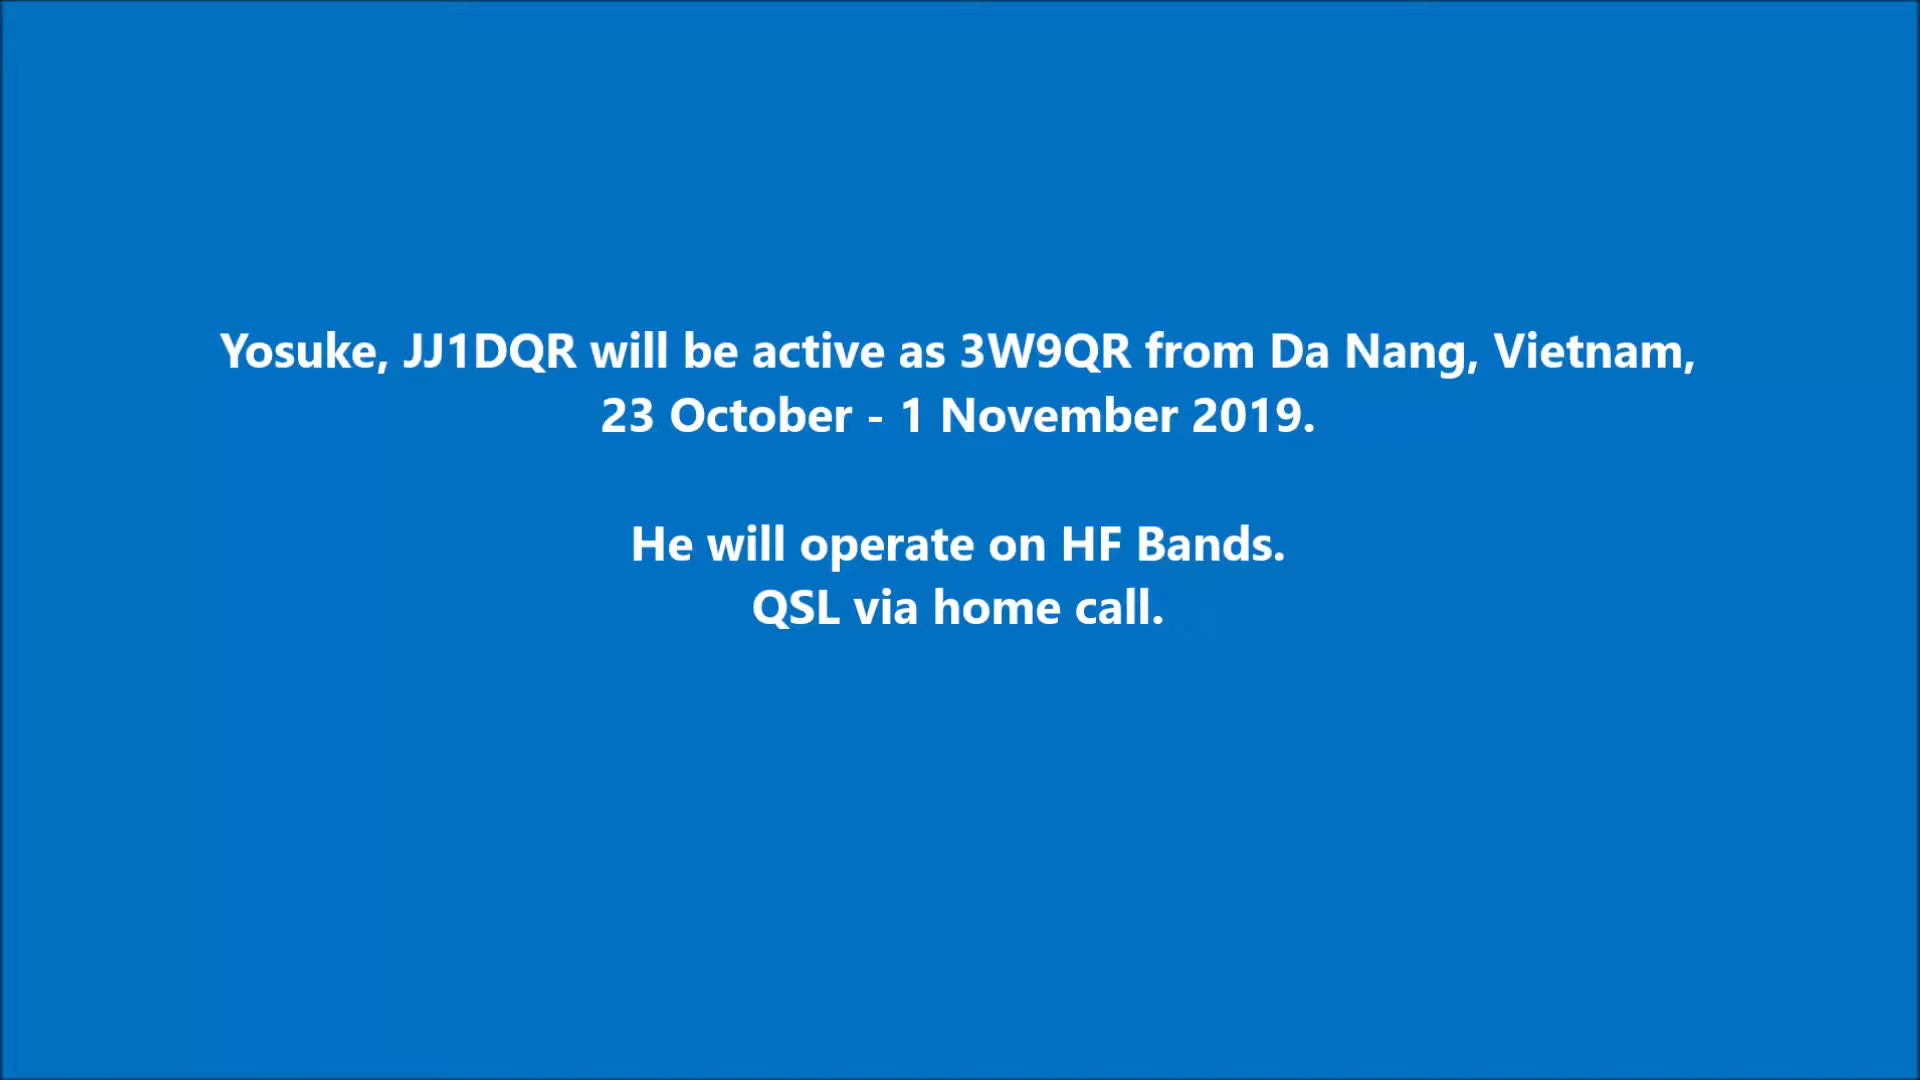 Yosuke, JJ1DQR will be active as 3W9QR from Da Nang, Vietnam,
23 October - 1 November 2019.
He will operate on HF Bands.
QSL via home call.